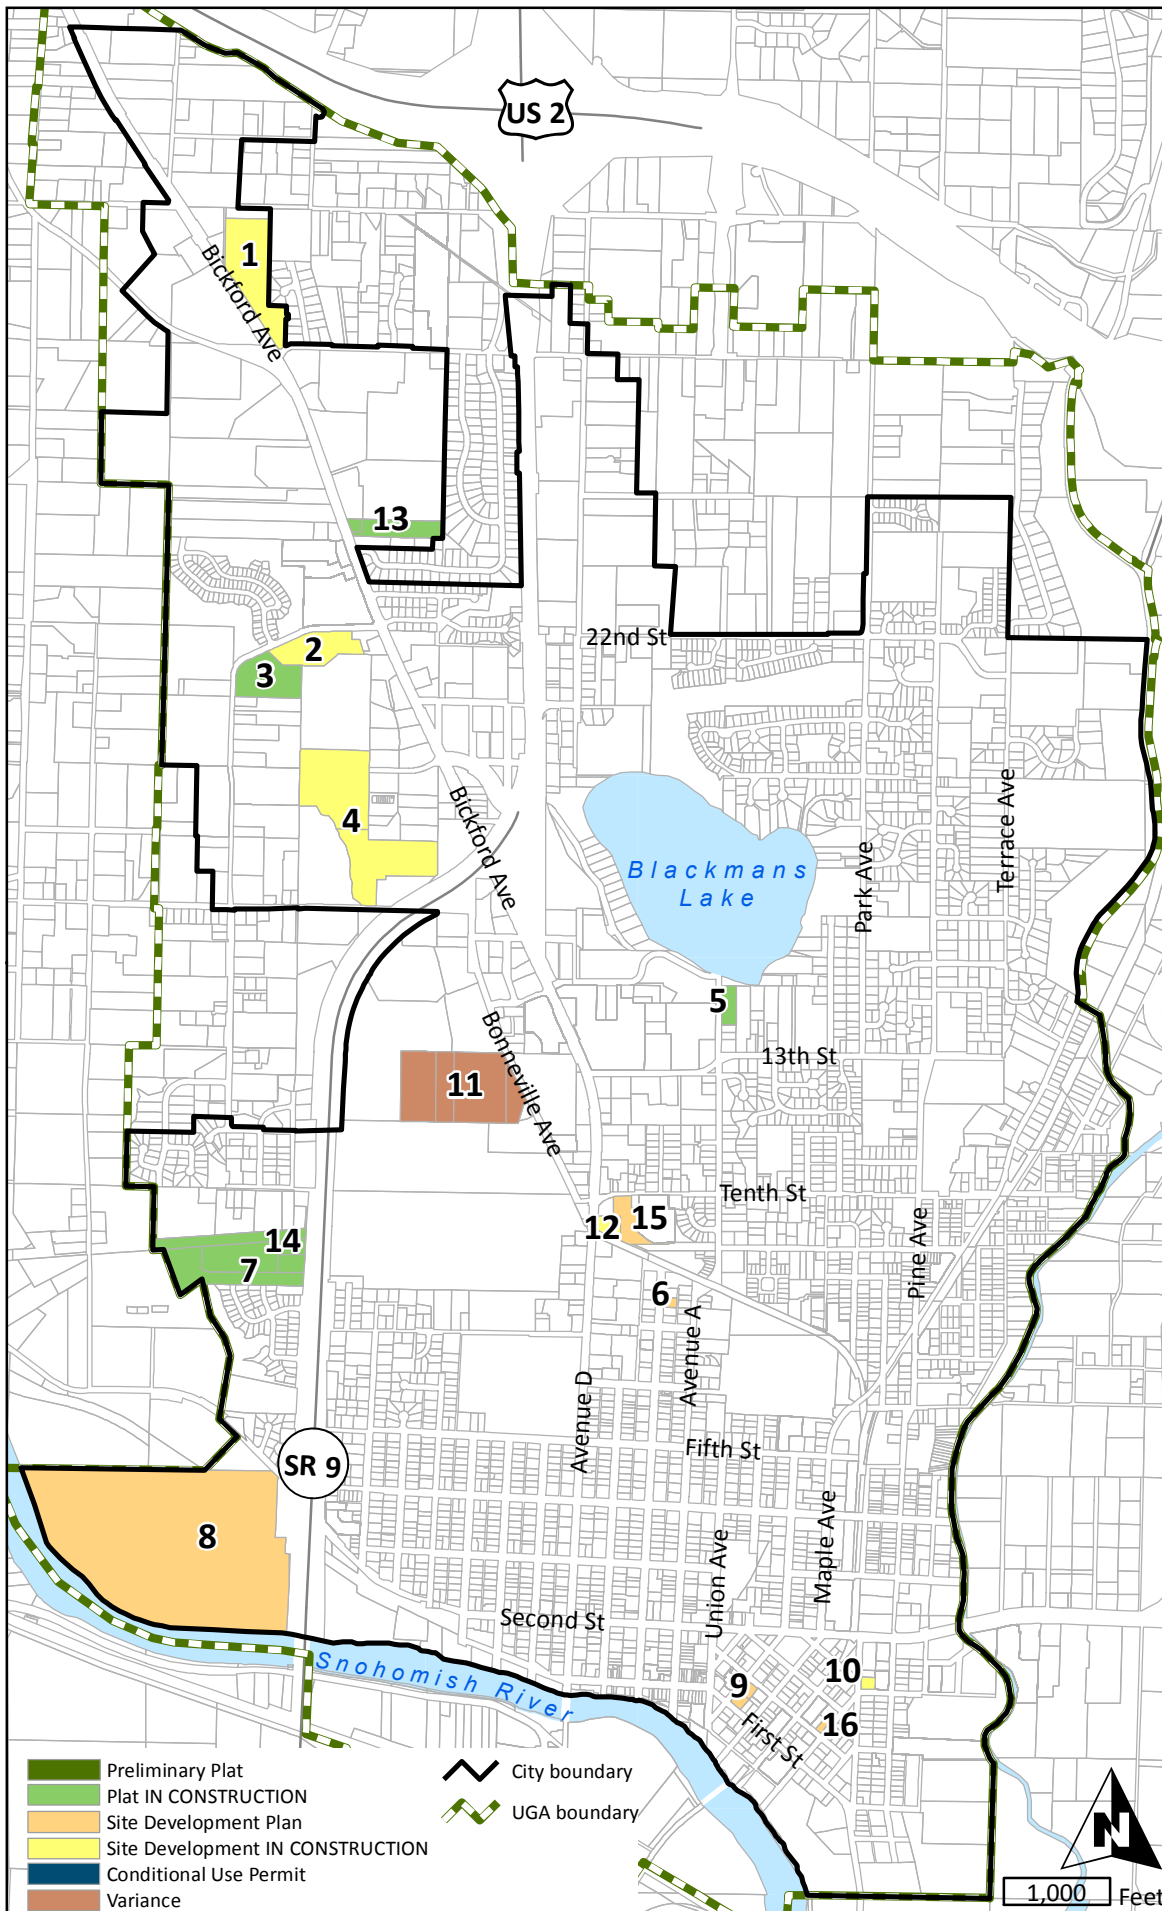 US 2
1
Bickford Ave
13
22nd St
2
3
4
Bickford Ave
Blackmans
Lake
Park Ave
Terrace Ave
5
Bonneville Ave
13th St
11
Tenth St
12
15
14
7
Pine Ave
6
Avenue A
Avenue D
Fifth St
SR 9
8
Maple Ave
Union Ave
Second St
Snohomish River
10
9
16
First St
Preliminary Plat
Plat IN CONSTRUCTION
Site Development Plan
Site Development IN CONSTRUCTION
Conditional Use Permit
Variance
City boundary
UGA boundary
N
1,000 Feet